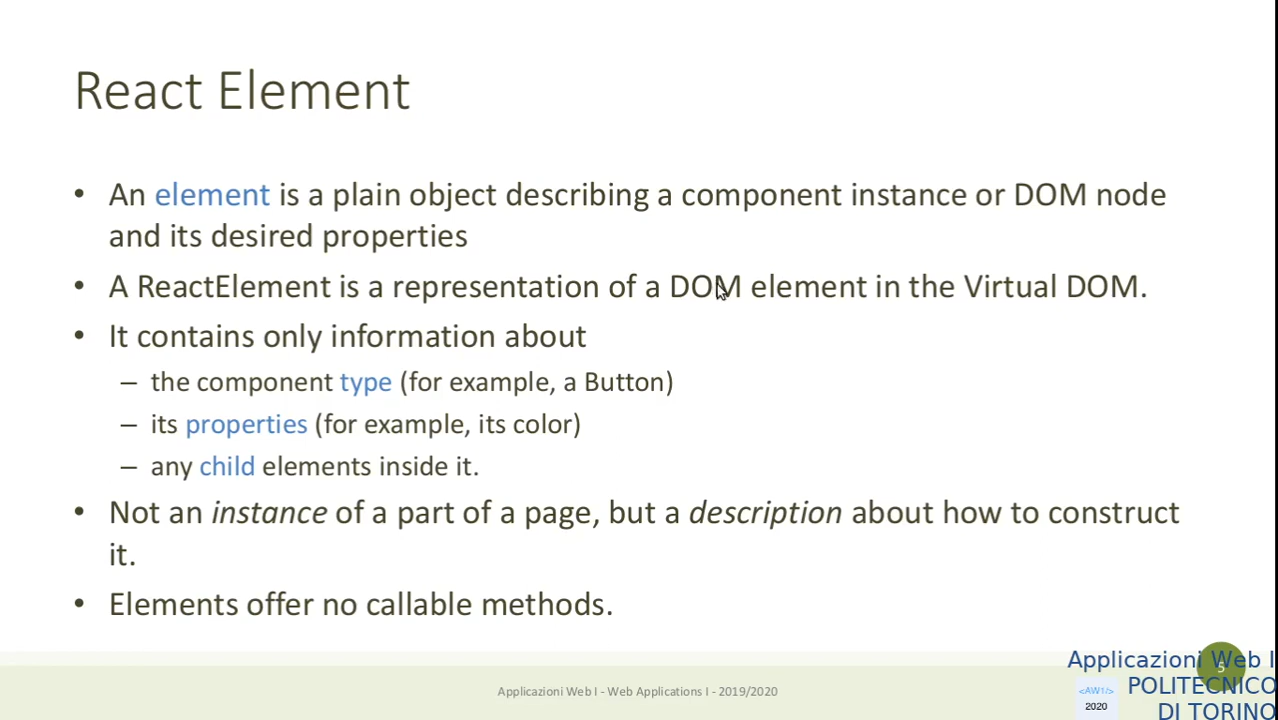 React Element
• An element is a plain object describing a component instance or DOM node
and its desired properties
• A ReactElement is a representation of a DOM element in the Virtual DOM.
• It contains only information about
– the component type (for example, a Button)
– its properties (for example, its color)
– any child elements inside it.
• Not an instance of a part of a page, but a description about how to construct
it.
• Elements offer no callable methods.
Applicazioni Web I - Web Applications I - 2019/2020
5
Applicazioni Web I
POLITECNICO
DI TORINO
<AW1/>
2020